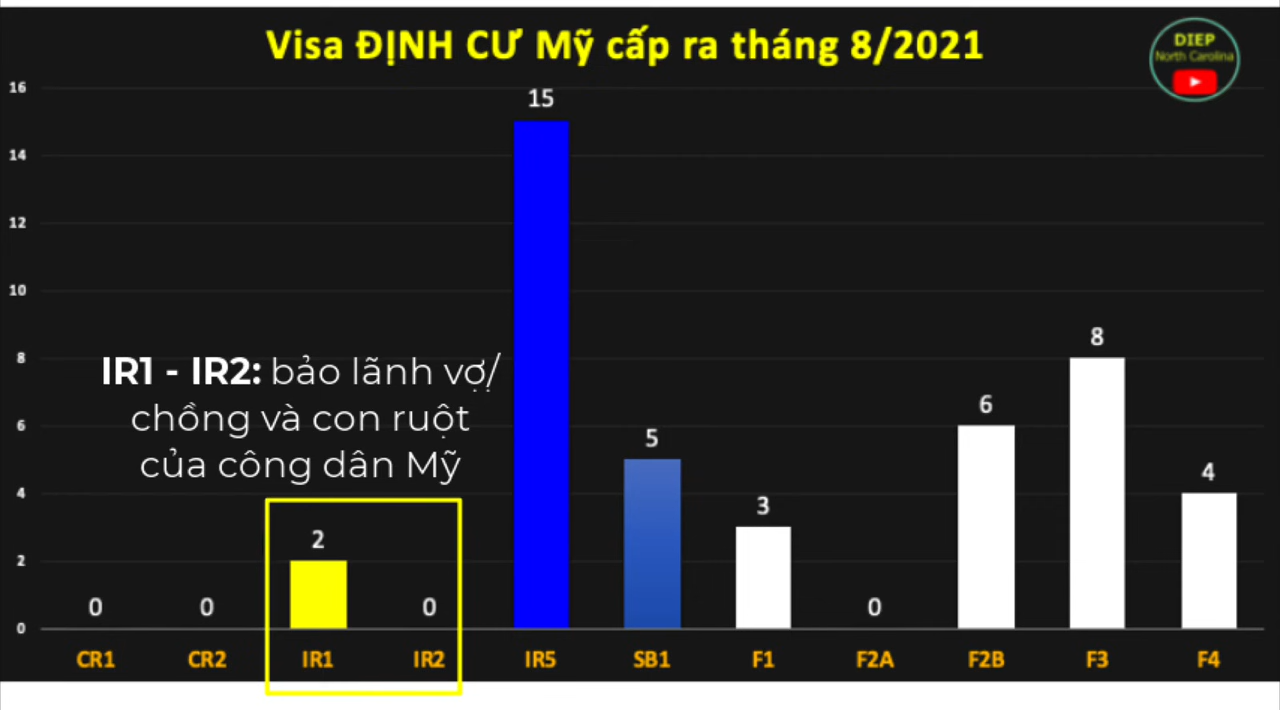 Visa ĐỊNH CƯ Mỹ cấp ra tháng 8/2021
DIEP
North Carolina
16
14
12
10
8
6
4
2
0
IR1 - IR2: bảo lãnh vợ/
chồng và con ruột
của công dân Mỹ
0 0 2 0 15 5 3 0 6 8 4
CR1 CR2 IR1 IR2 IR5 SB1 F1 F2A F2B F3 F4